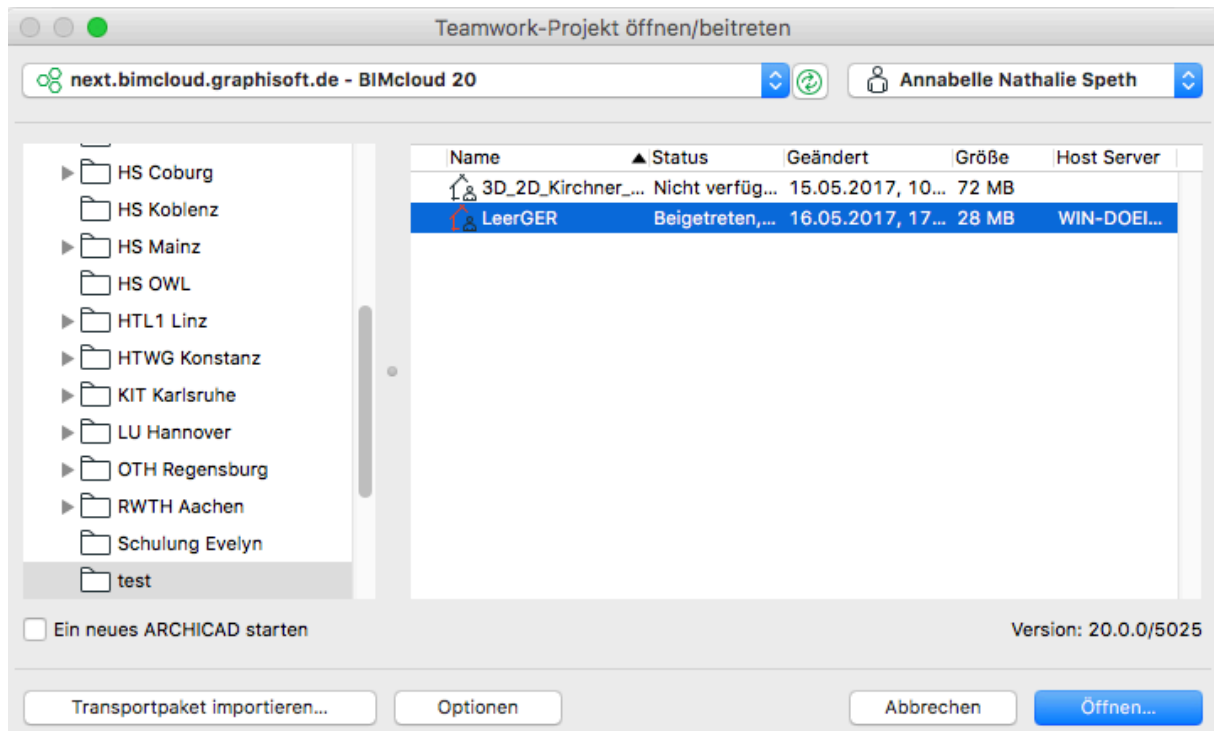 Teamwork-Projekt öffnen/beitreten
next.bimcloud.graphisoft.de - BIMcloud 20
Annabelle Nathalie Speth
HS Coburg
HS Koblenz
HS Mainz
HS OWL
HTL1 Linz
HTWG Konstanz
KIT Karlsruhe
LU Hannover
OTH Regensburg
RWTH Aachen
Schulung Evelyn
test
Name Status Geändert Größe Host Server
3D_2D_Kirchner_... Nicht verfüg... 15.05.2017, 10... 72 MB
LeerGER Beigetreten,... 16.05.2017, 17... 28 MB WIN-DOEI...
Ein neues ARCHICAD starten
Version: 20.0.0/5025
Transportpaket importieren... Optionen Abbrechen Öffnen...